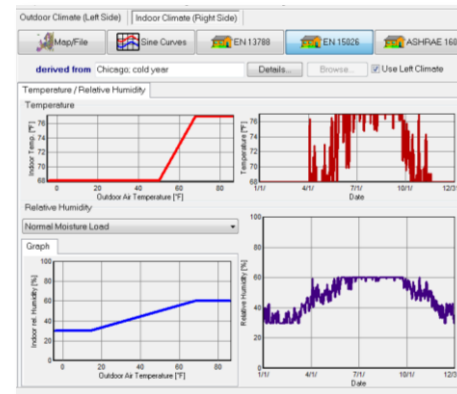 Outdoor Climate (Left Side) Indoor Climate (Right Side)
Map/File Sine Curves EN 13788 EN 15026 ASHRAE 160
derived from Chicago; cold year Details... Browse... Use Left Climate
Temperature / Relative Humidity
Temperature
Indoor Temp. [°F]
76
74
72
70
68
0 20 40 60 80
Outdoor Air Temperature [°F]
Temperature [°F]
76
74
72
70
68
1/1/ 4/1/ 7/1/ 10/1/ 12/3
Date
Relative Humidity
Normal Moisture Load
Graph
Indoor rel. Humidity [%]
100
80
60
40
20
0
0 20 40 60 80
Outdoor Air Temperature [°F]
Relative Humidity [%]
100
80
60
40
20
0
1/1/ 4/1/ 7/1/ 10/1/ 12/3
Date